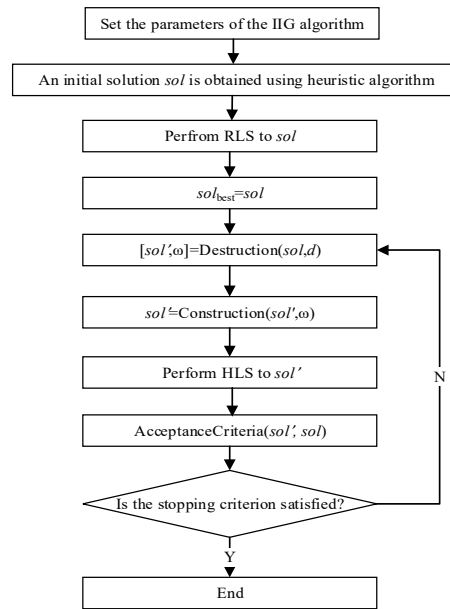 Set the parameters of the IIG algorithm
An initial solution sol is obtained using heuristic algorithm
Perfrom RLS to sol
sol_best=sol
[sol′,ω]=Destruction(sol,d)
sol′=Construction(sol′,ω)
Perform HLS to sol′
AcceptanceCriteria(sol′, sol)
N
Is the stopping criterion satisfied?
Y
End